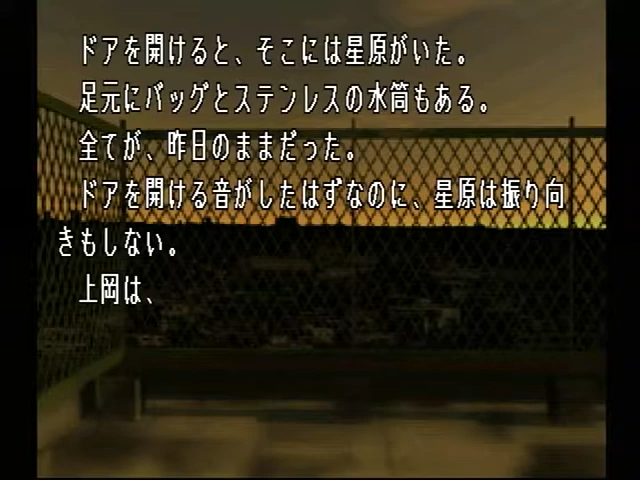 ドアを開けると、そこには星原がいた。
足元にバッグとステンレスの水筒もある。
全てが、昨日のままだった。
ドアを開ける音がしたはずなのに、星原は振り向
きもしない。
上岡は、